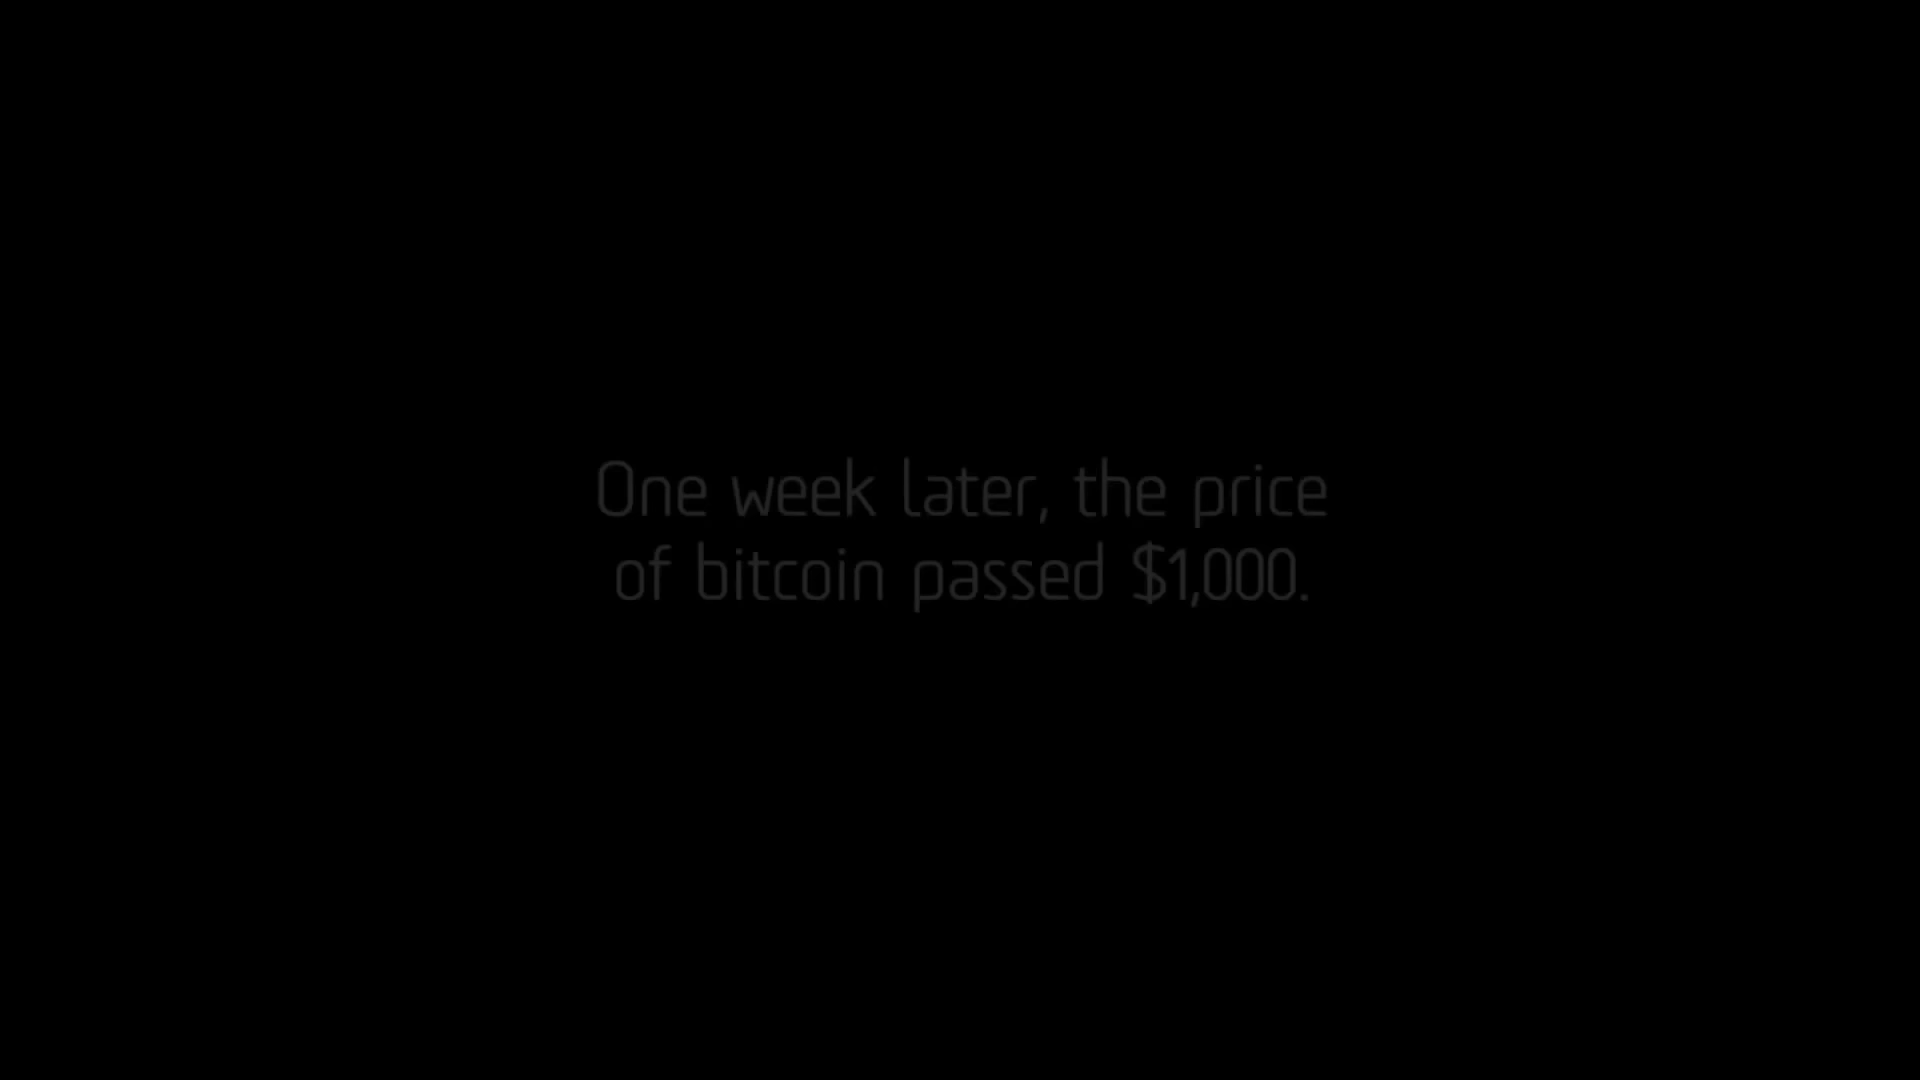 One week later, the price
of bitcoin passed $1,000.